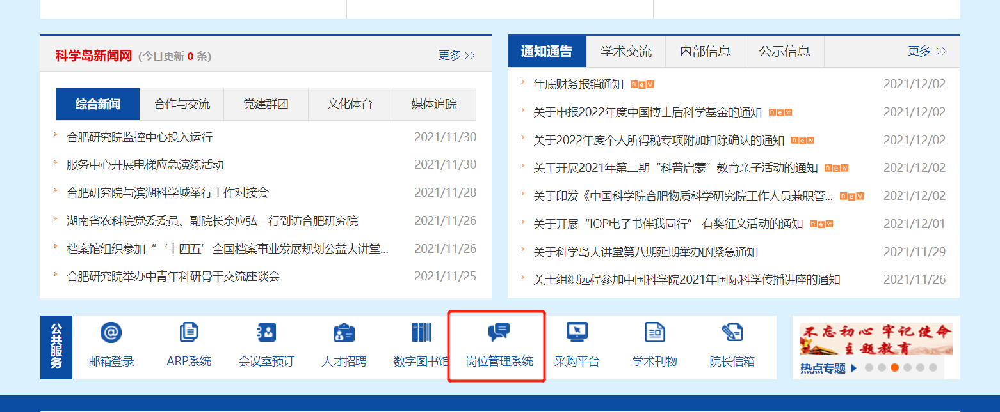 科学岛新闻网 (今日更新 0 条)
更多 >>
综合新闻 合作与交流 党建群团 文化体育 媒体追踪
合肥研究院监控中心投入运行 2021/11/30
服务中心开展电梯应急演练活动 2021/11/30
合肥研究院与滨湖科学城举行工作对接会 2021/11/28
湖南省农科院党委委员、副院长余应弘一行到访合肥研究院 2021/11/26
档案馆组织参加“‘十四五’全国档案事业发展规划公益大讲堂... 2021/11/26
合肥研究院举办中青年科研骨干交流座谈会 2021/11/25
通知通告 学术交流 内部信息 公示信息
更多 >>
年底财务报销通知 new 2021/12/02
关于申报2022年度中国博士后科学基金的通知 new 2021/12/02
关于2022年度个人所得税专项附加扣除确认的通知 new 2021/12/02
关于开展2021年第二期“科普启蒙”教育亲子活动的通知 new 2021/12/02
关于印发《中国科学院合肥物质科学研究院工作人员兼职管... new 2021/12/02
关于开展“IOP电子书伴我同行” 有奖征文活动的通知 new 2021/12/01
关于科学岛大讲堂第八期延期举办的紧急通知 2021/11/29
关于组织远程参加中国科学院2021年国际科学传播讲座的通知 2021/11/26
公共服务
邮箱登录 ARP系统 会议室预订 人才招聘 数字图书馆 岗位管理系统 采购平台 学术刊物 院长信箱
不忘初心 牢记使命
主题教育
热点专题